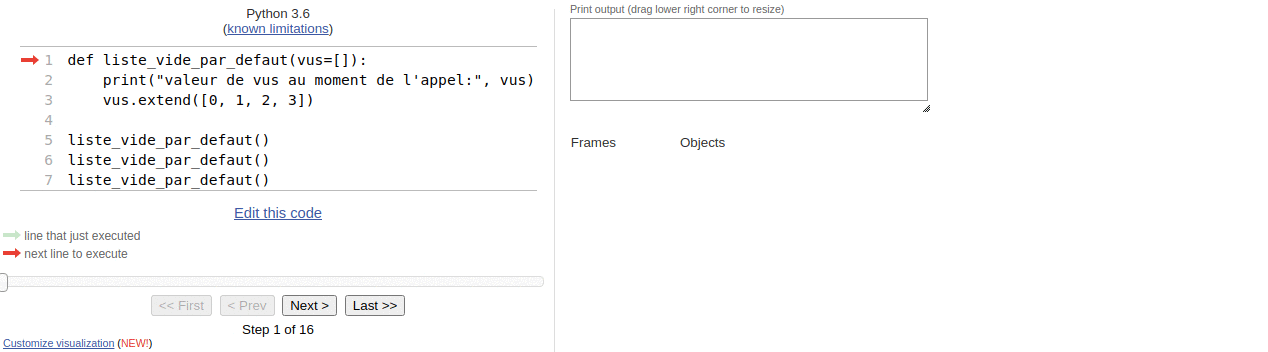 Python 3.6
(known limitations)
1 def liste_vide_par_defaut(vus=[]):
2     print("valeur de vus au moment de l'appel:", vus)
3     vus.extend([0, 1, 2, 3])
4
5 liste_vide_par_defaut()
6 liste_vide_par_defaut()
7 liste_vide_par_defaut()
Edit this code
line that just executed
next line to execute
<< First < Prev Next > Last >>
Step 1 of 16
Customize visualization (NEW!)
Print output (drag lower right corner to resize)
Frames Objects